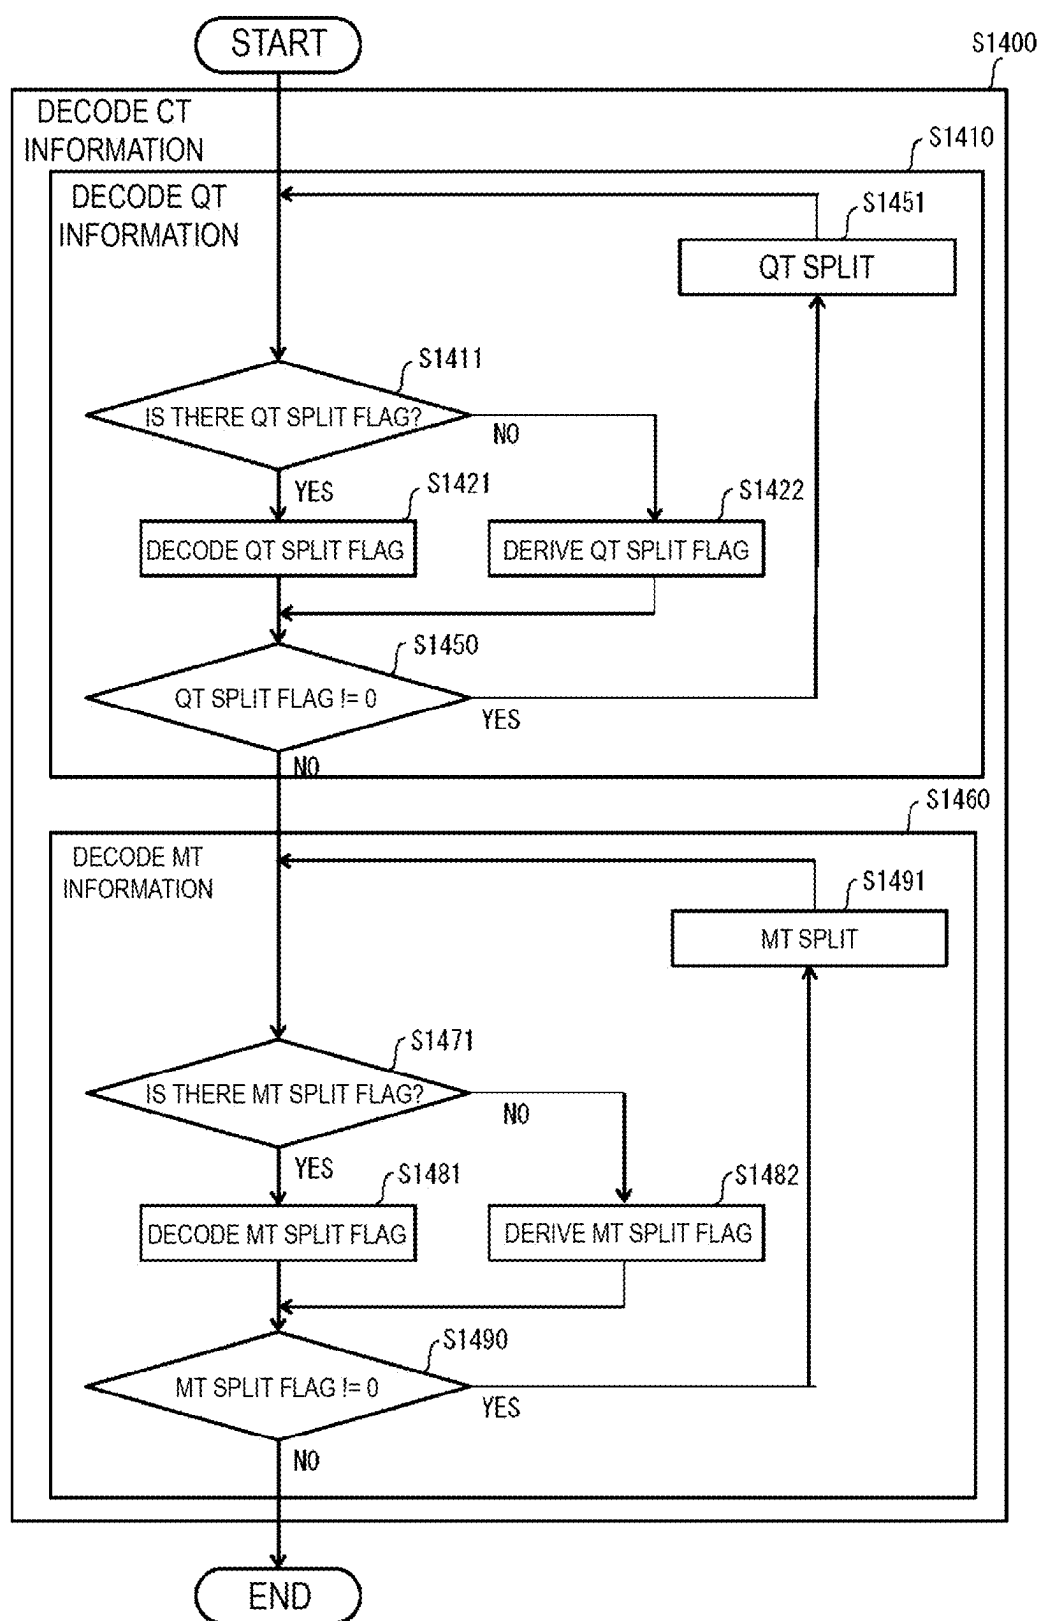 START
S1400
DECODE CT
INFORMATION
S1410
DECODE QT
INFORMATION
S1451
QT SPLIT
S1411
IS THERE QT SPLIT FLAG?
NO
YES
S1421
S1422
DECODE QT SPLIT FLAG
DERIVE QT SPLIT FLAG
S1450
QT SPLIT FLAG != 0
YES
NO
S1460
DECODE MT
INFORMATION
S1491
MT SPLIT
S1471
IS THERE MT SPLIT FLAG?
NO
YES
S1481
S1482
DECODE MT SPLIT FLAG
DERIVE MT SPLIT FLAG
S1490
MT SPLIT FLAG != 0
YES
NO
END